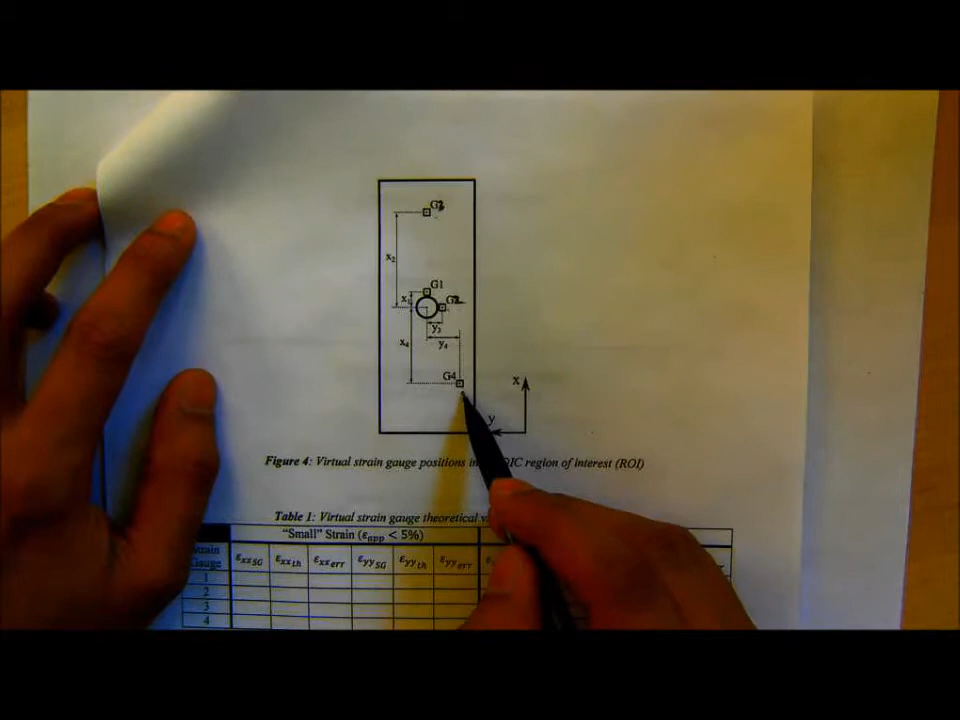 x₂
G1
x₁
y₃
x₄
y₄
G4
x
y
Figure 4: Virtual strain gauge positions in DIC region of interest (ROI)
Table 1: Virtual strain gauge theoretical
"Small" Strain (εapp < 5%)
Strain Gauge εxxSG εxxth εxxerr εyySG εyyth εyyerr
1
2
3
4